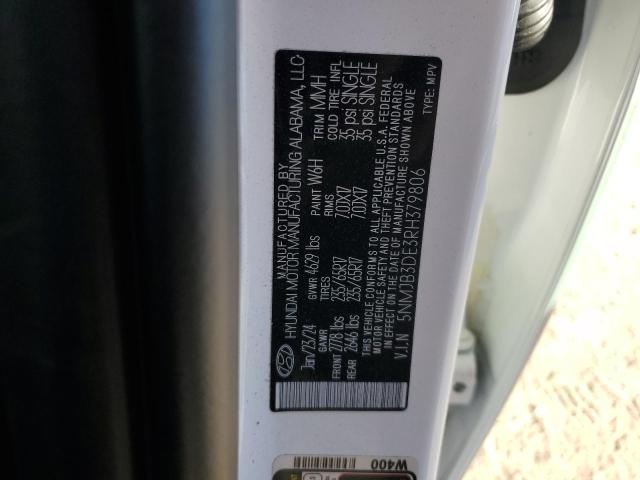 MANUFACTURED BY
HYUNDAI MOTOR MANUFACTURING ALABAMA, LLC
Jan/23/24 GVWR 4629 lbs PAINT W6H TRIM MMH
GAWR TIRES RIMS COLD TIRE INFL
FRONT 2778 lbs 235/65R17 7.00X17 35 psi SINGLE
REAR 2646 lbs 235/65R17 7.00X17 35 psi SINGLE
THIS VEHICLE CONFORMS TO ALL APPLICABLE U.S.A. FEDERAL
MOTOR VEHICLE SAFETY AND THEFT PREVENTION STANDARDS
IN EFFECT ON THE DATE OF MANUFACTURE SHOWN ABOVE
V.I.N 5NMJB3DE3RH379806
TYPE: MPV
W400